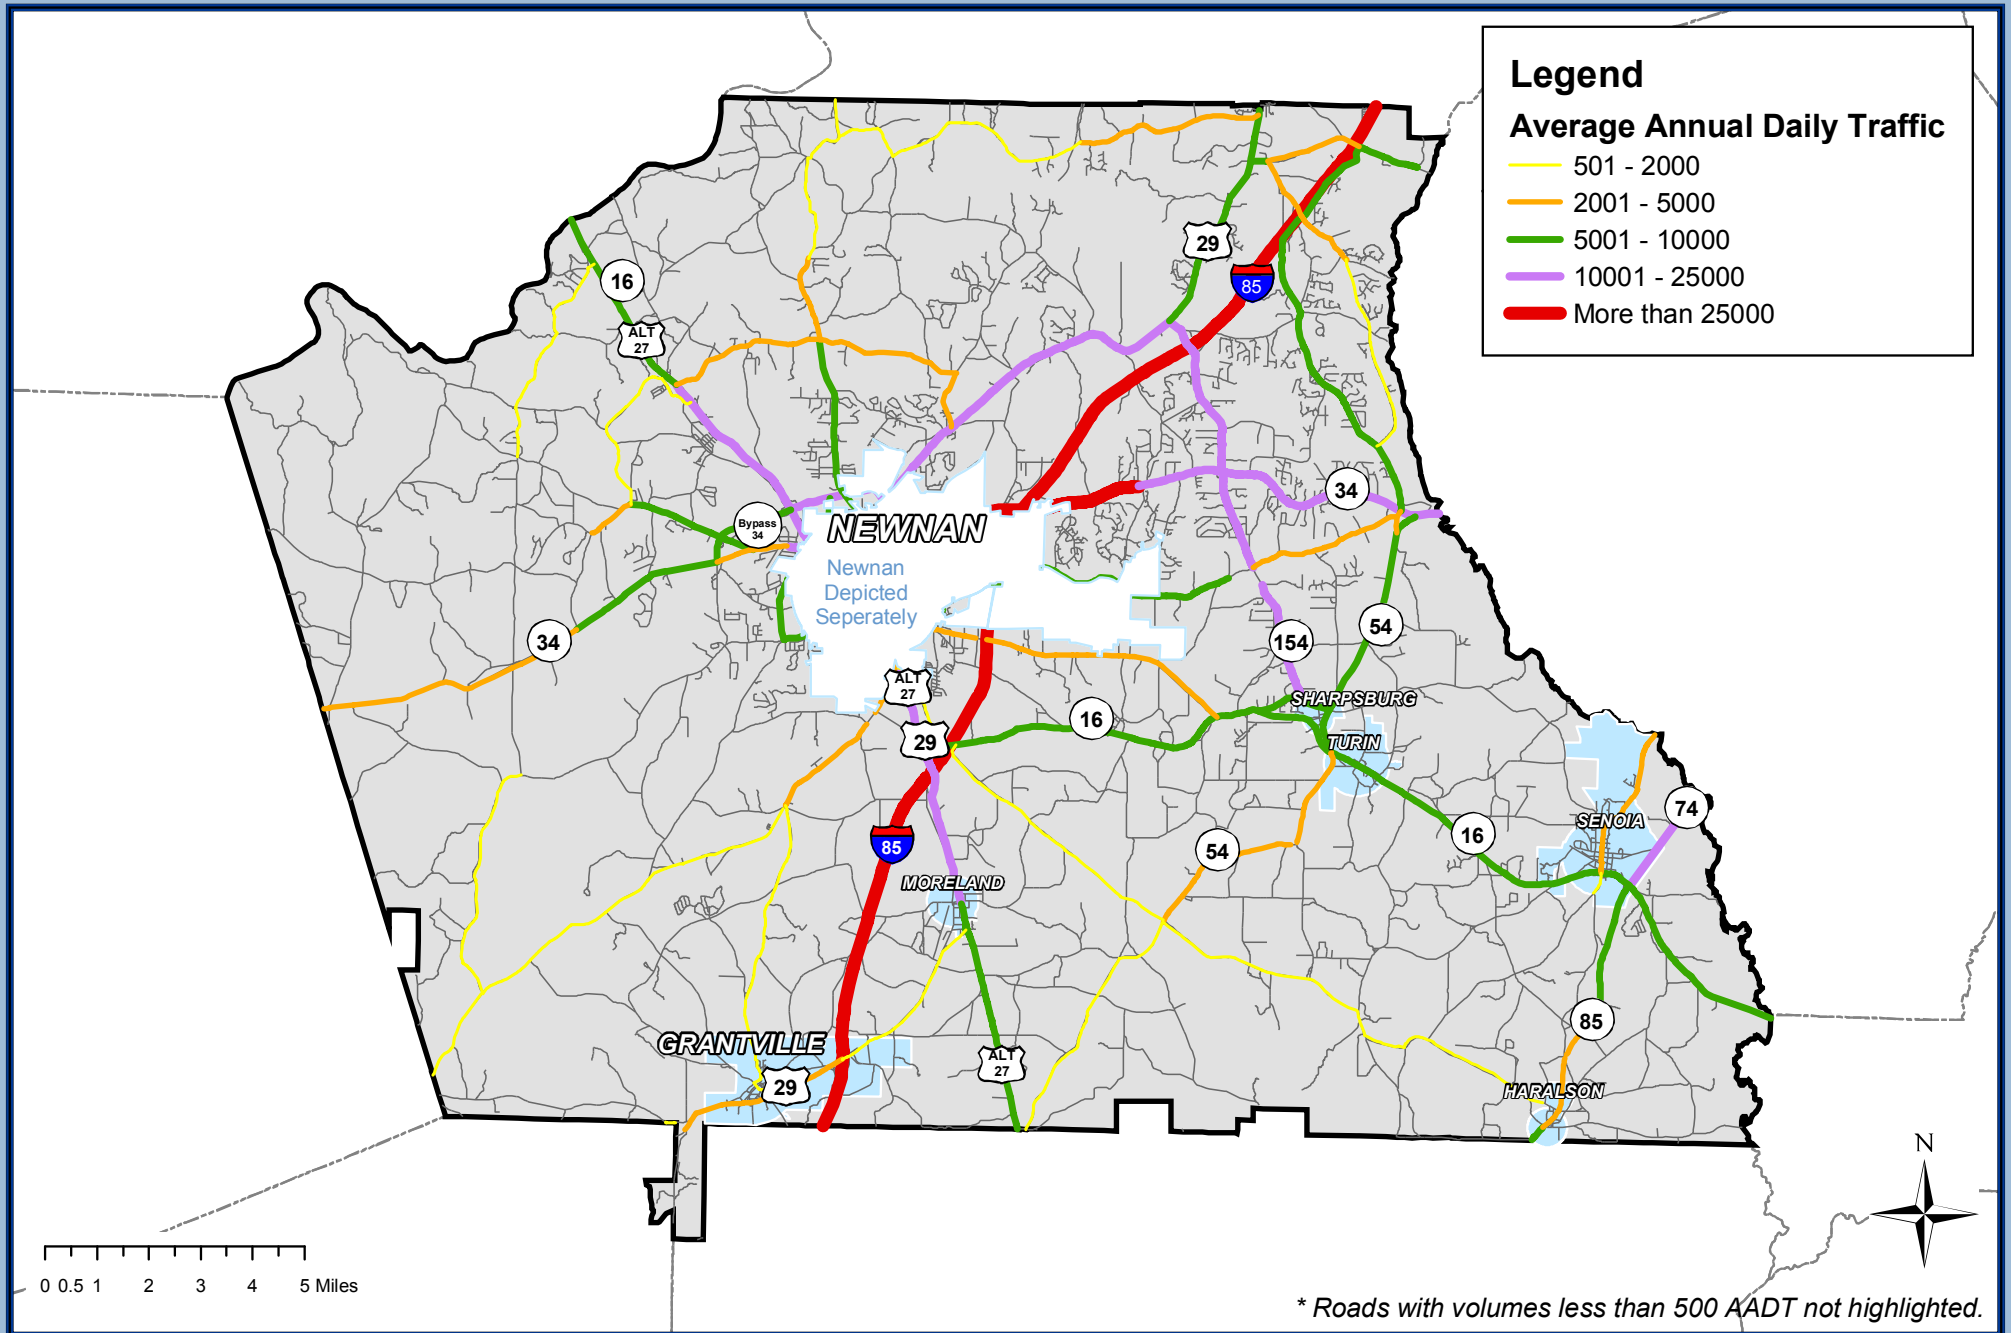 Legend
Average Annual Daily Traffic
501 - 2000
2001 - 5000
5001 - 10000
10001 - 25000
More than 25000
29
85
16
ALT
27
34
Bypass
34
NEWNAN
Newnan
Depicted
Seperately
34
154
54
ALT
27
SHARPSBURG
16
29
TURIN
74
SENOIA
16
85
54
MORELAND
85
GRANTVILLE
ALT
27
29
HARALSON
N
0 0.5 1 2 3 4 5 Miles
* Roads with volumes less than 500 AADT not highlighted.